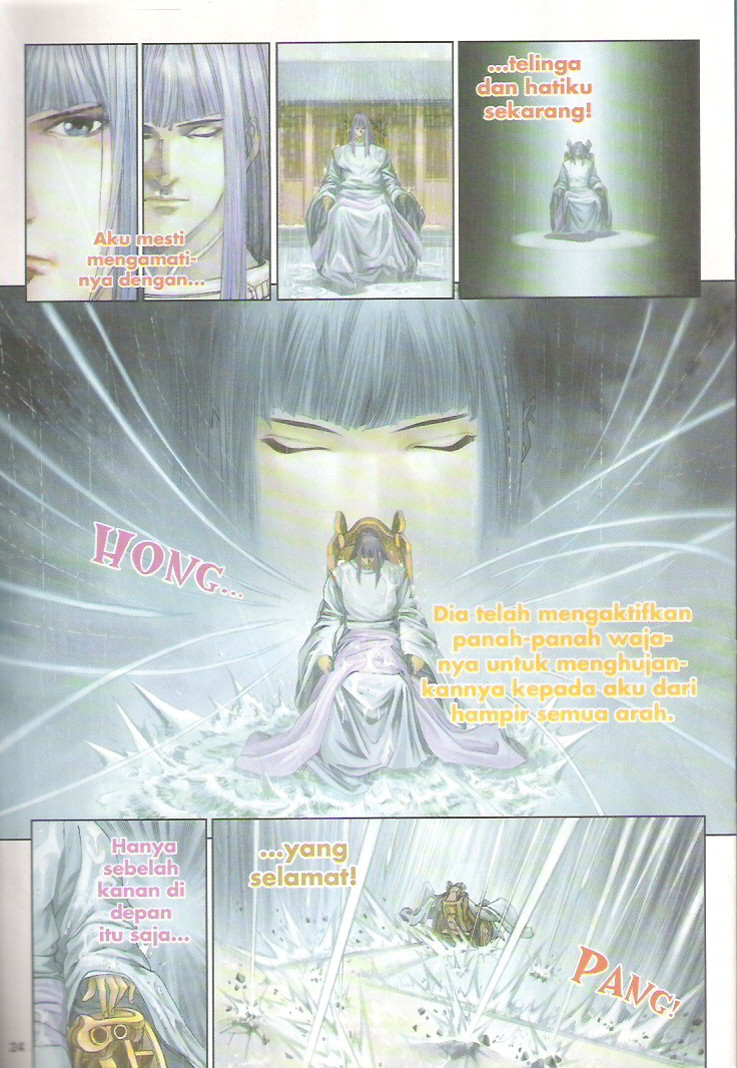 Aku mesti
mengamati-
nya dengan...
...telinga
dan hatiku
sekarang!
HONG...
Dia telah mengaktifkan
panah-panah waja-
nya untuk menghujan-
kannya kepada aku dari
hampir semua arah.
Hanya
sebelah
kanan di
depan
itu saja...
...yang
selamat!
PANG!
24